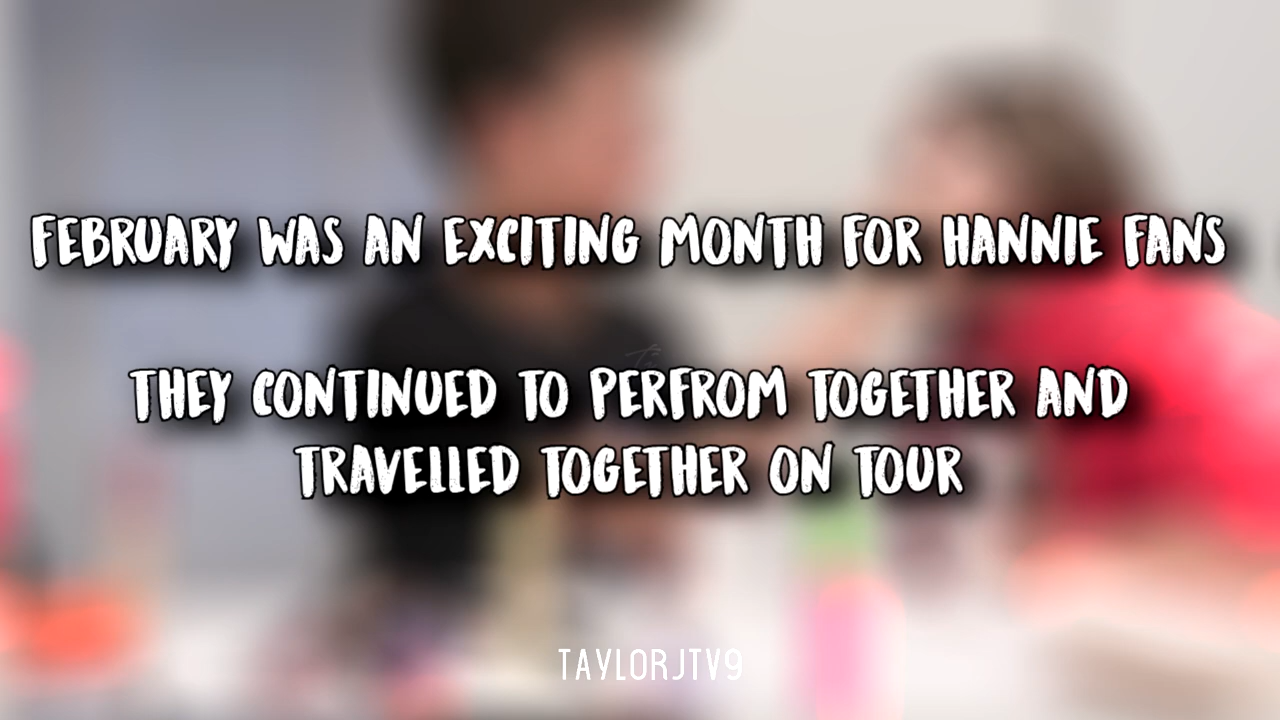 FEBRUARY WAS AN EXCITING MONTH FOR HANNIE FANS
THEY CONTINUED TO PERFROM TOGETHER AND
TRAVELLED TOGETHER ON TOUR
TAYLORJTV9